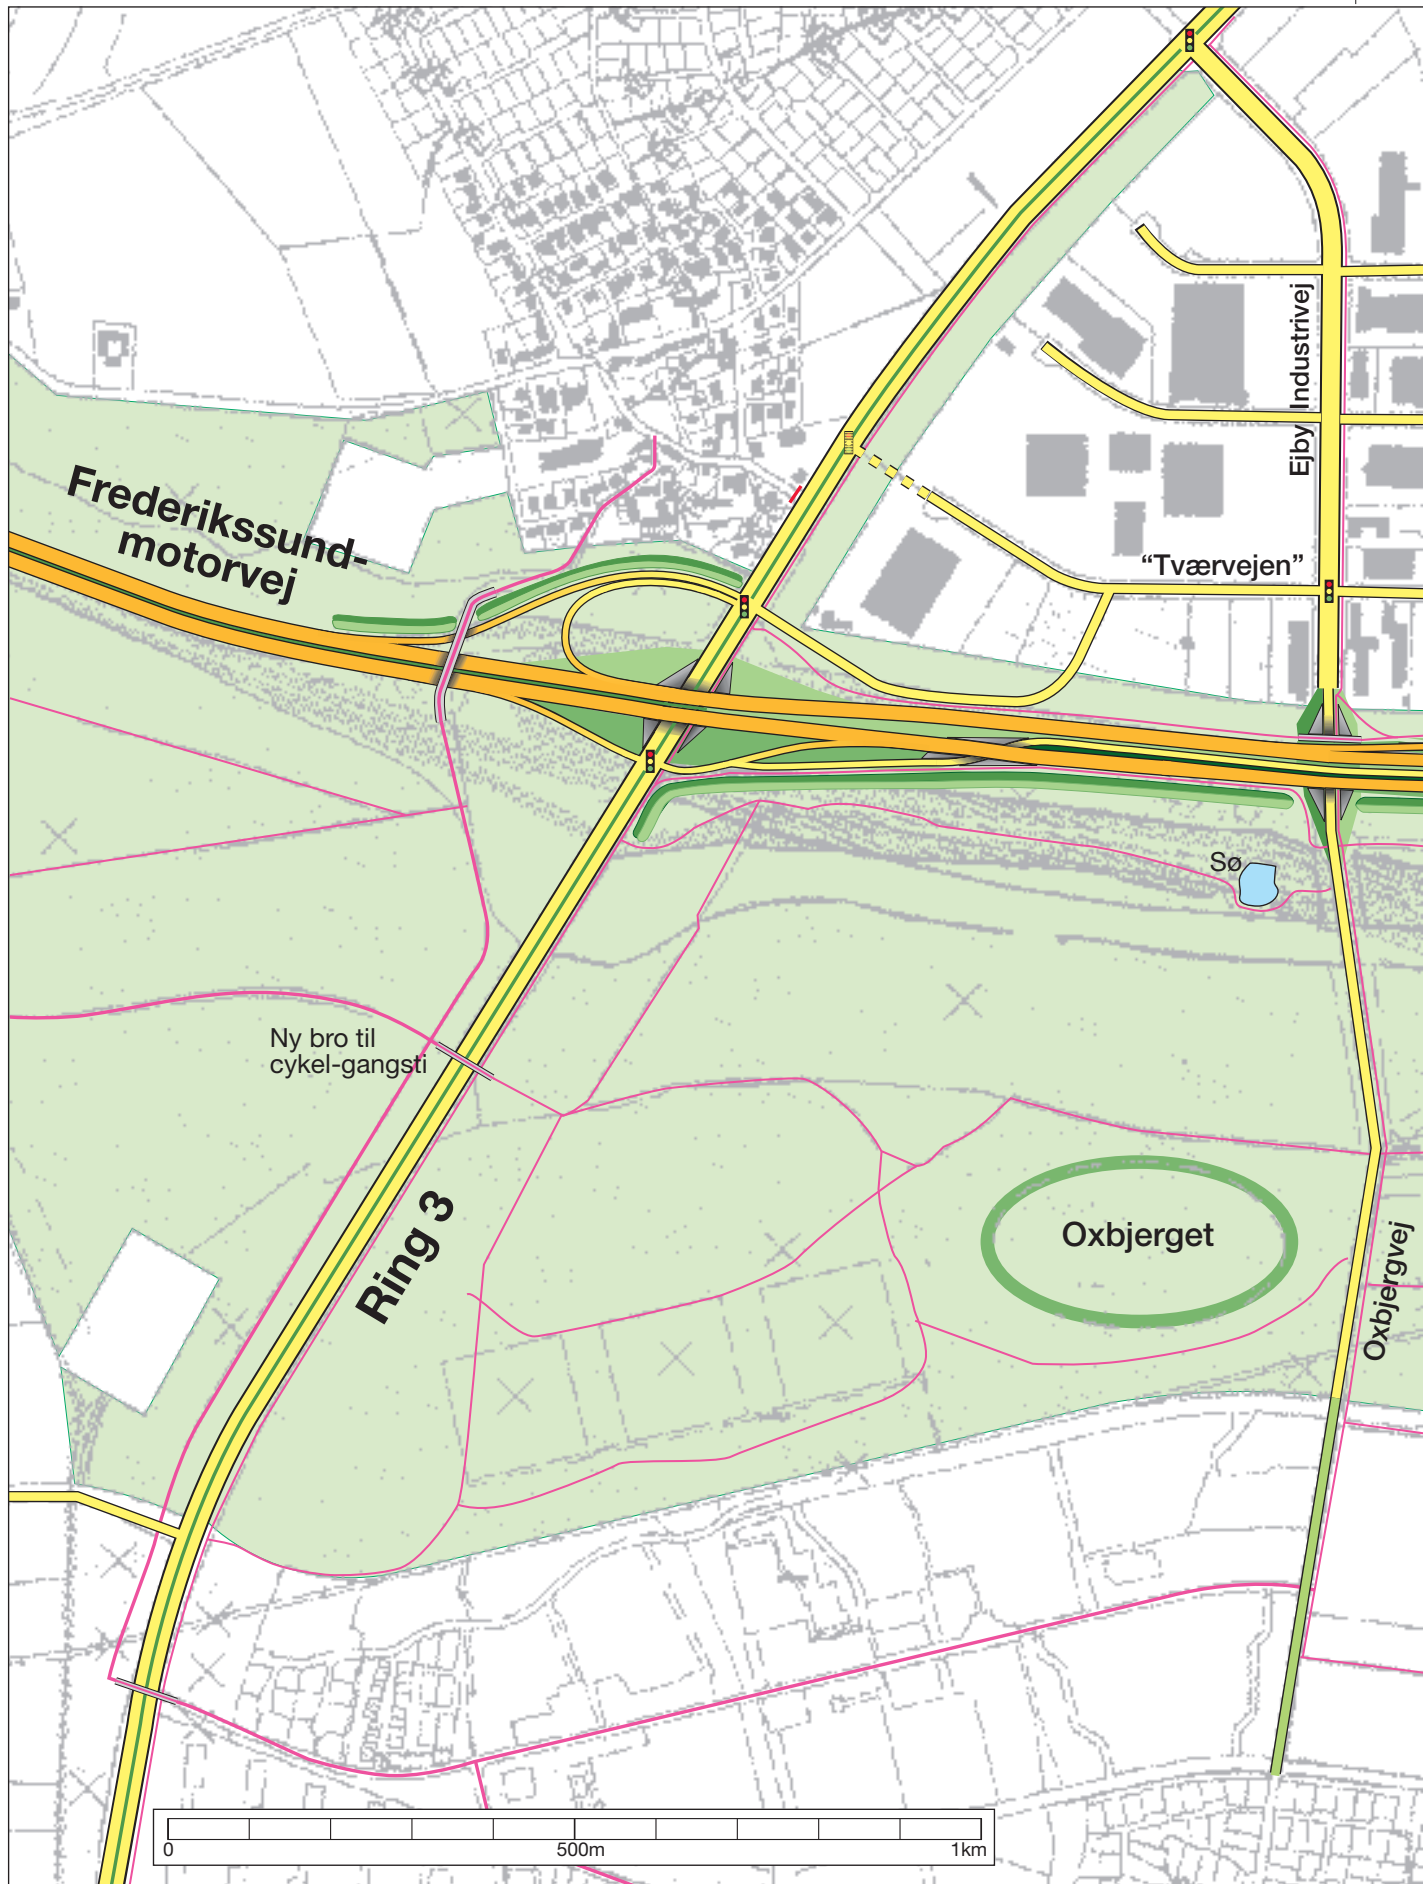 Ejby Industrivej
Frederikssund-
motorvej
“Tværvejen”
Sø
Ny bro til
cykel-gangsti
Ring 3
Oxbjerget
Oxbjergvej
0 500m 1km